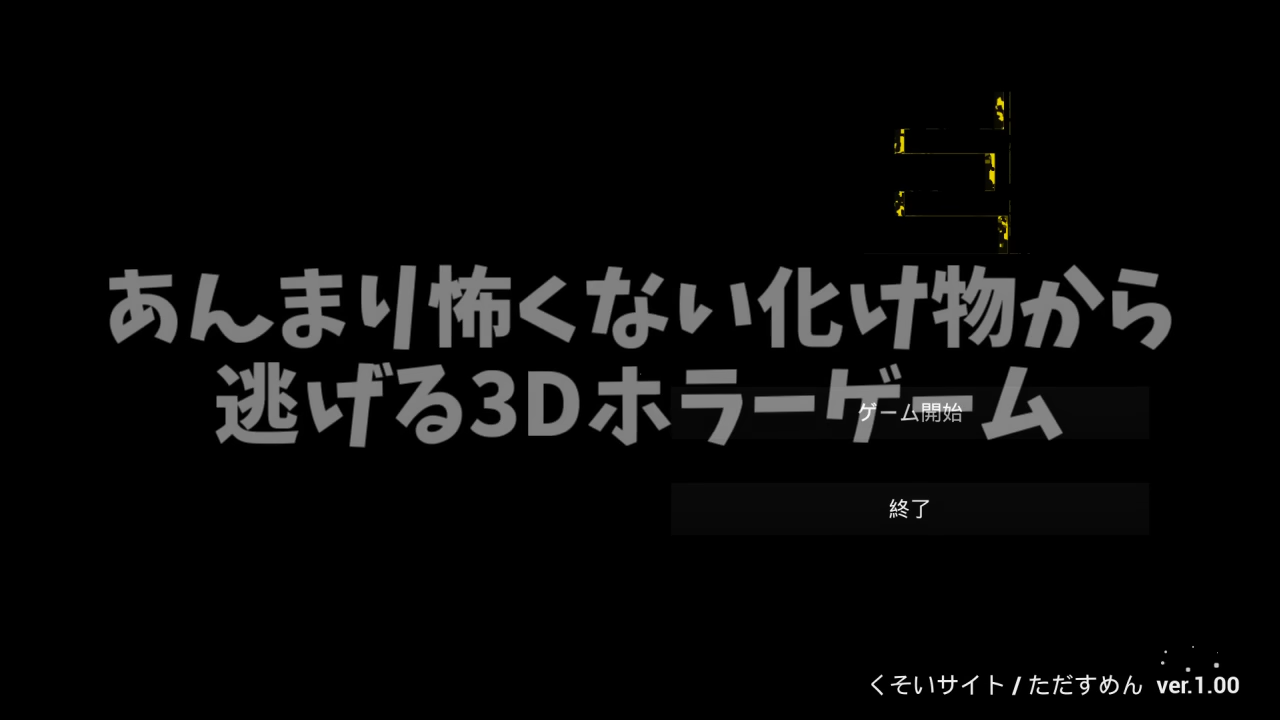 あんまり怖くない化け物から
逃げる3Dホラーゲーム
ゲーム開始
終了
くそいサイト / ただすめん ver.1.00